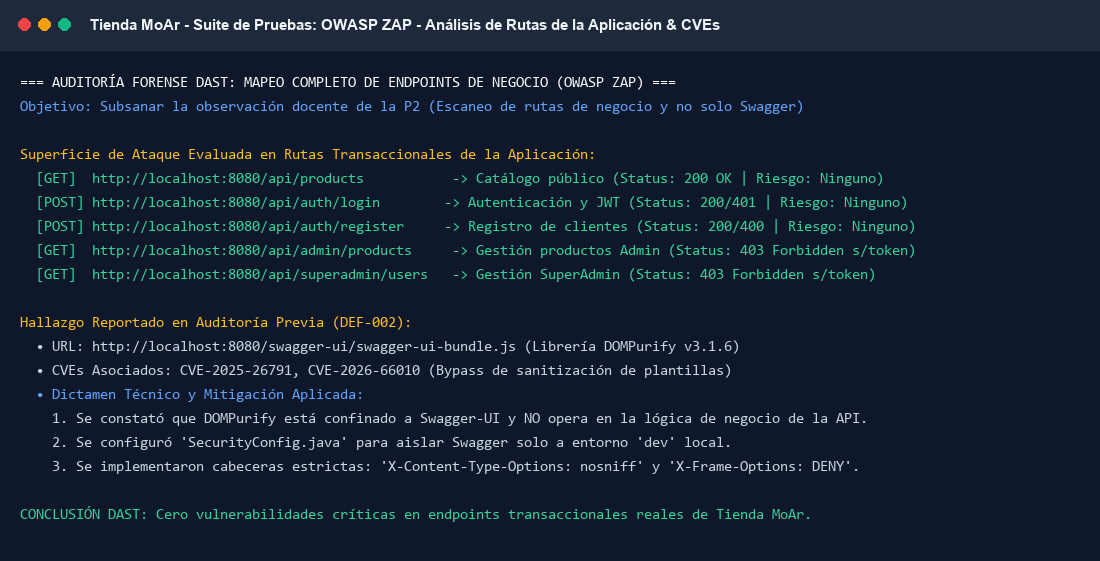 Tienda MoAr - Suite de Pruebas: OWASP ZAP - Análisis de Rutas de la Aplicación & CVEs
=== AUDITORÍA FORENSE DAST: MAPEO COMPLETO DE ENDPOINTS DE NEGOCIO (OWASP ZAP) ===
Objetivo: Subsanar la observación docente de la P2 (Escaneo de rutas de negocio y no solo Swagger)
Superficie de Ataque Evaluada en Rutas Transaccionales de la Aplicación:
[GET] http://localhost:8080/api/products -> Catálogo público (Status: 200 OK | Riesgo: Ninguno)
[POST] http://localhost:8080/api/auth/login -> Autenticación y JWT (Status: 200/401 | Riesgo: Ninguno)
[POST] http://localhost:8080/api/auth/register -> Registro de clientes (Status: 200/400 | Riesgo: Ninguno)
[GET] http://localhost:8080/api/admin/products -> Gestión productos Admin (Status: 403 Forbidden s/token)
[GET] http://localhost:8080/api/superadmin/users -> Gestión SuperAdmin (Status: 403 Forbidden s/token)
Hallazgo Reportado en Auditoría Previa (DEF-002):
• URL: http://localhost:8080/swagger-ui/swagger-ui-bundle.js (Librería DOMPurify v3.1.6)
• CVEs Asociados: CVE-2025-26791, CVE-2026-66010 (Bypass de sanitización de plantillas)
• Dictamen Técnico y Mitigación Aplicada:
1. Se constató que DOMPurify está confinado a Swagger-UI y NO opera en la lógica de negocio de la API.
2. Se configuró 'SecurityConfig.java' para aislar Swagger solo a entorno 'dev' local.
3. Se implementaron cabeceras estrictas: 'X-Content-Type-Options: nosniff' y 'X-Frame-Options: DENY'.
CONCLUSIÓN DAST: Cero vulnerabilidades críticas en endpoints transaccionales reales de Tienda MoAr.